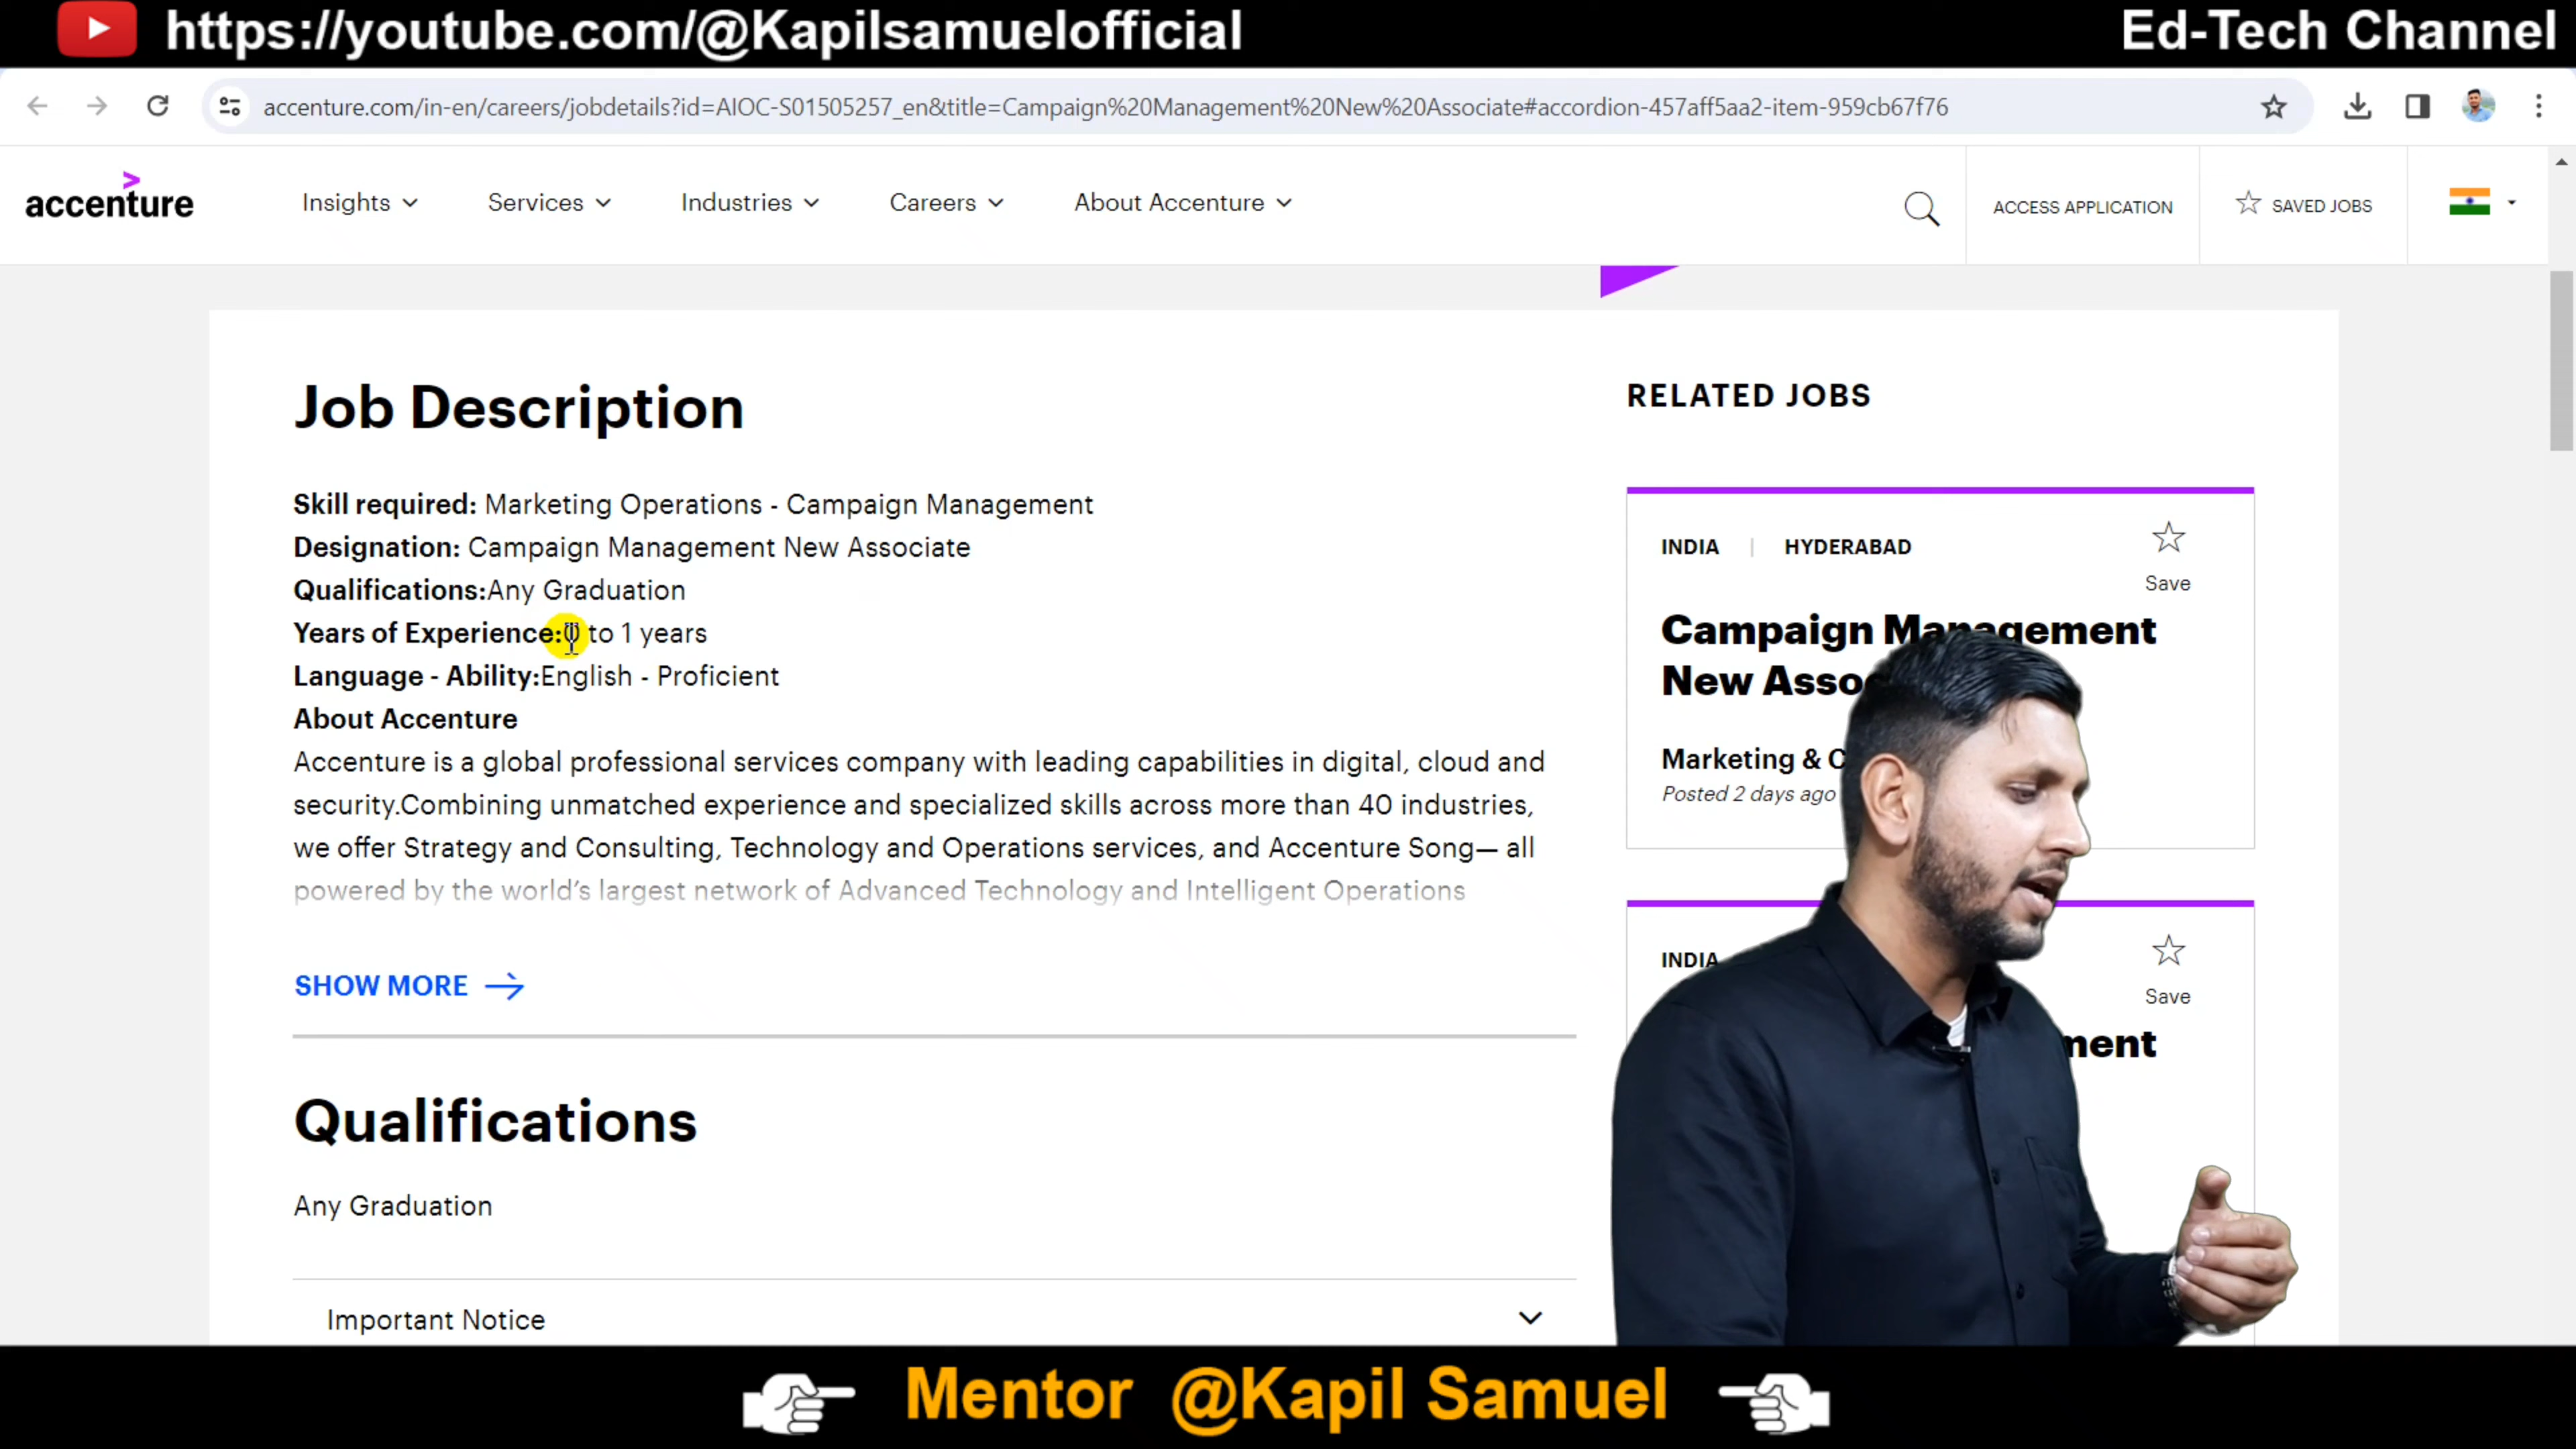 https://youtube.com/@Kapilsamuelofficial
Ed-Tech Channel
accenture.com/in-en/careers/jobdetails?id=AIOC-S01505257_en&title=Campaign%20Management%20New%20Associate#accordion-457aff5aa2-item-959cb67f76
accenture
Insights
Services
Industries
Careers
About Accenture
ACCESS APPLICATION
SAVED JOBS
Job Description
Skill required: Marketing Operations - Campaign Management
Designation: Campaign Management New Associate
Qualifications:Any Graduation
Years of Experience:0 to 1 years
Language - Ability:English - Proficient
About Accenture
Accenture is a global professional services company with leading capabilities in digital, cloud and
security.Combining unmatched experience and specialized skills across more than 40 industries,
we offer Strategy and Consulting, Technology and Operations services, and Accenture Song— all
powered by the world's largest network of Advanced Technology and Intelligent Operations
SHOW MORE
Qualifications
Any Graduation
Important Notice
RELATED JOBS
INDIA | HYDERABAD
Save
Campaign Management
New
Marketing &
Posted 2 days ago
INDIA
Save
Mentor @Kapil Samuel